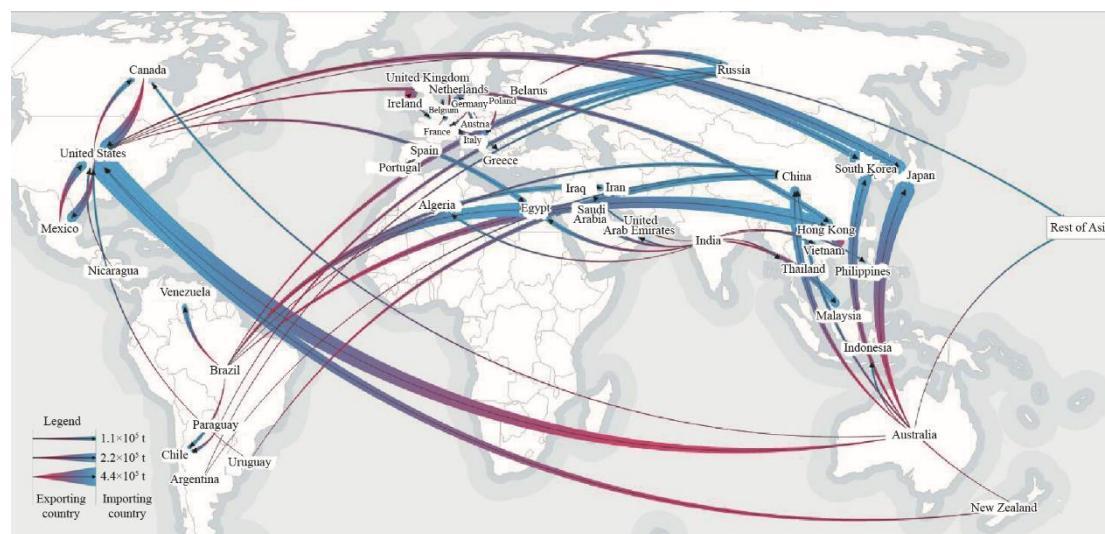 Canada
Russia
United Kingdom
Netherlands
Belarus
Ireland
Germany
Poland
Belgium
Austria
France
Italy
United States
Spain
Greece
Portugal
China
South Korea
Japan
Iraq
Iran
Algeria
Egypt
Saudi
Arabia
United
Arab Emirates
Mexico
Hong Kong
Rest of Asi
India
Vietnam
Nicaragua
Thailand
Philippines
Venezuela
Malaysia
Indonesia
Brazil
Legend
1.1×10⁵ t
2.2×10⁵ t
4.4×10⁵ t
Exporting
country
Importing
country
Paraguay
Chile
Uruguay
Argentina
Australia
New Zealand